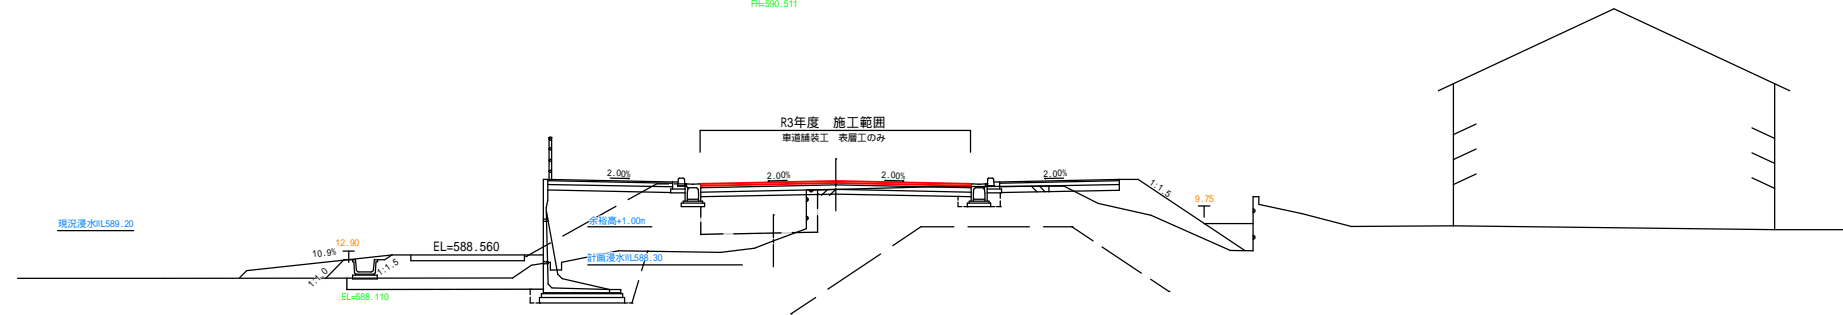 FH=590.511
R3年度 施工範囲
車道舗装工 表層工のみ
2.00%
2.00%
2.00%
2.00%
1:1.5
9.75
現況浸水WL589.20
余裕高+1.00m
12.90
10.9%
EL=588.560
計画浸水WL588.30
1:1.0
1:1.5
EL=588.110